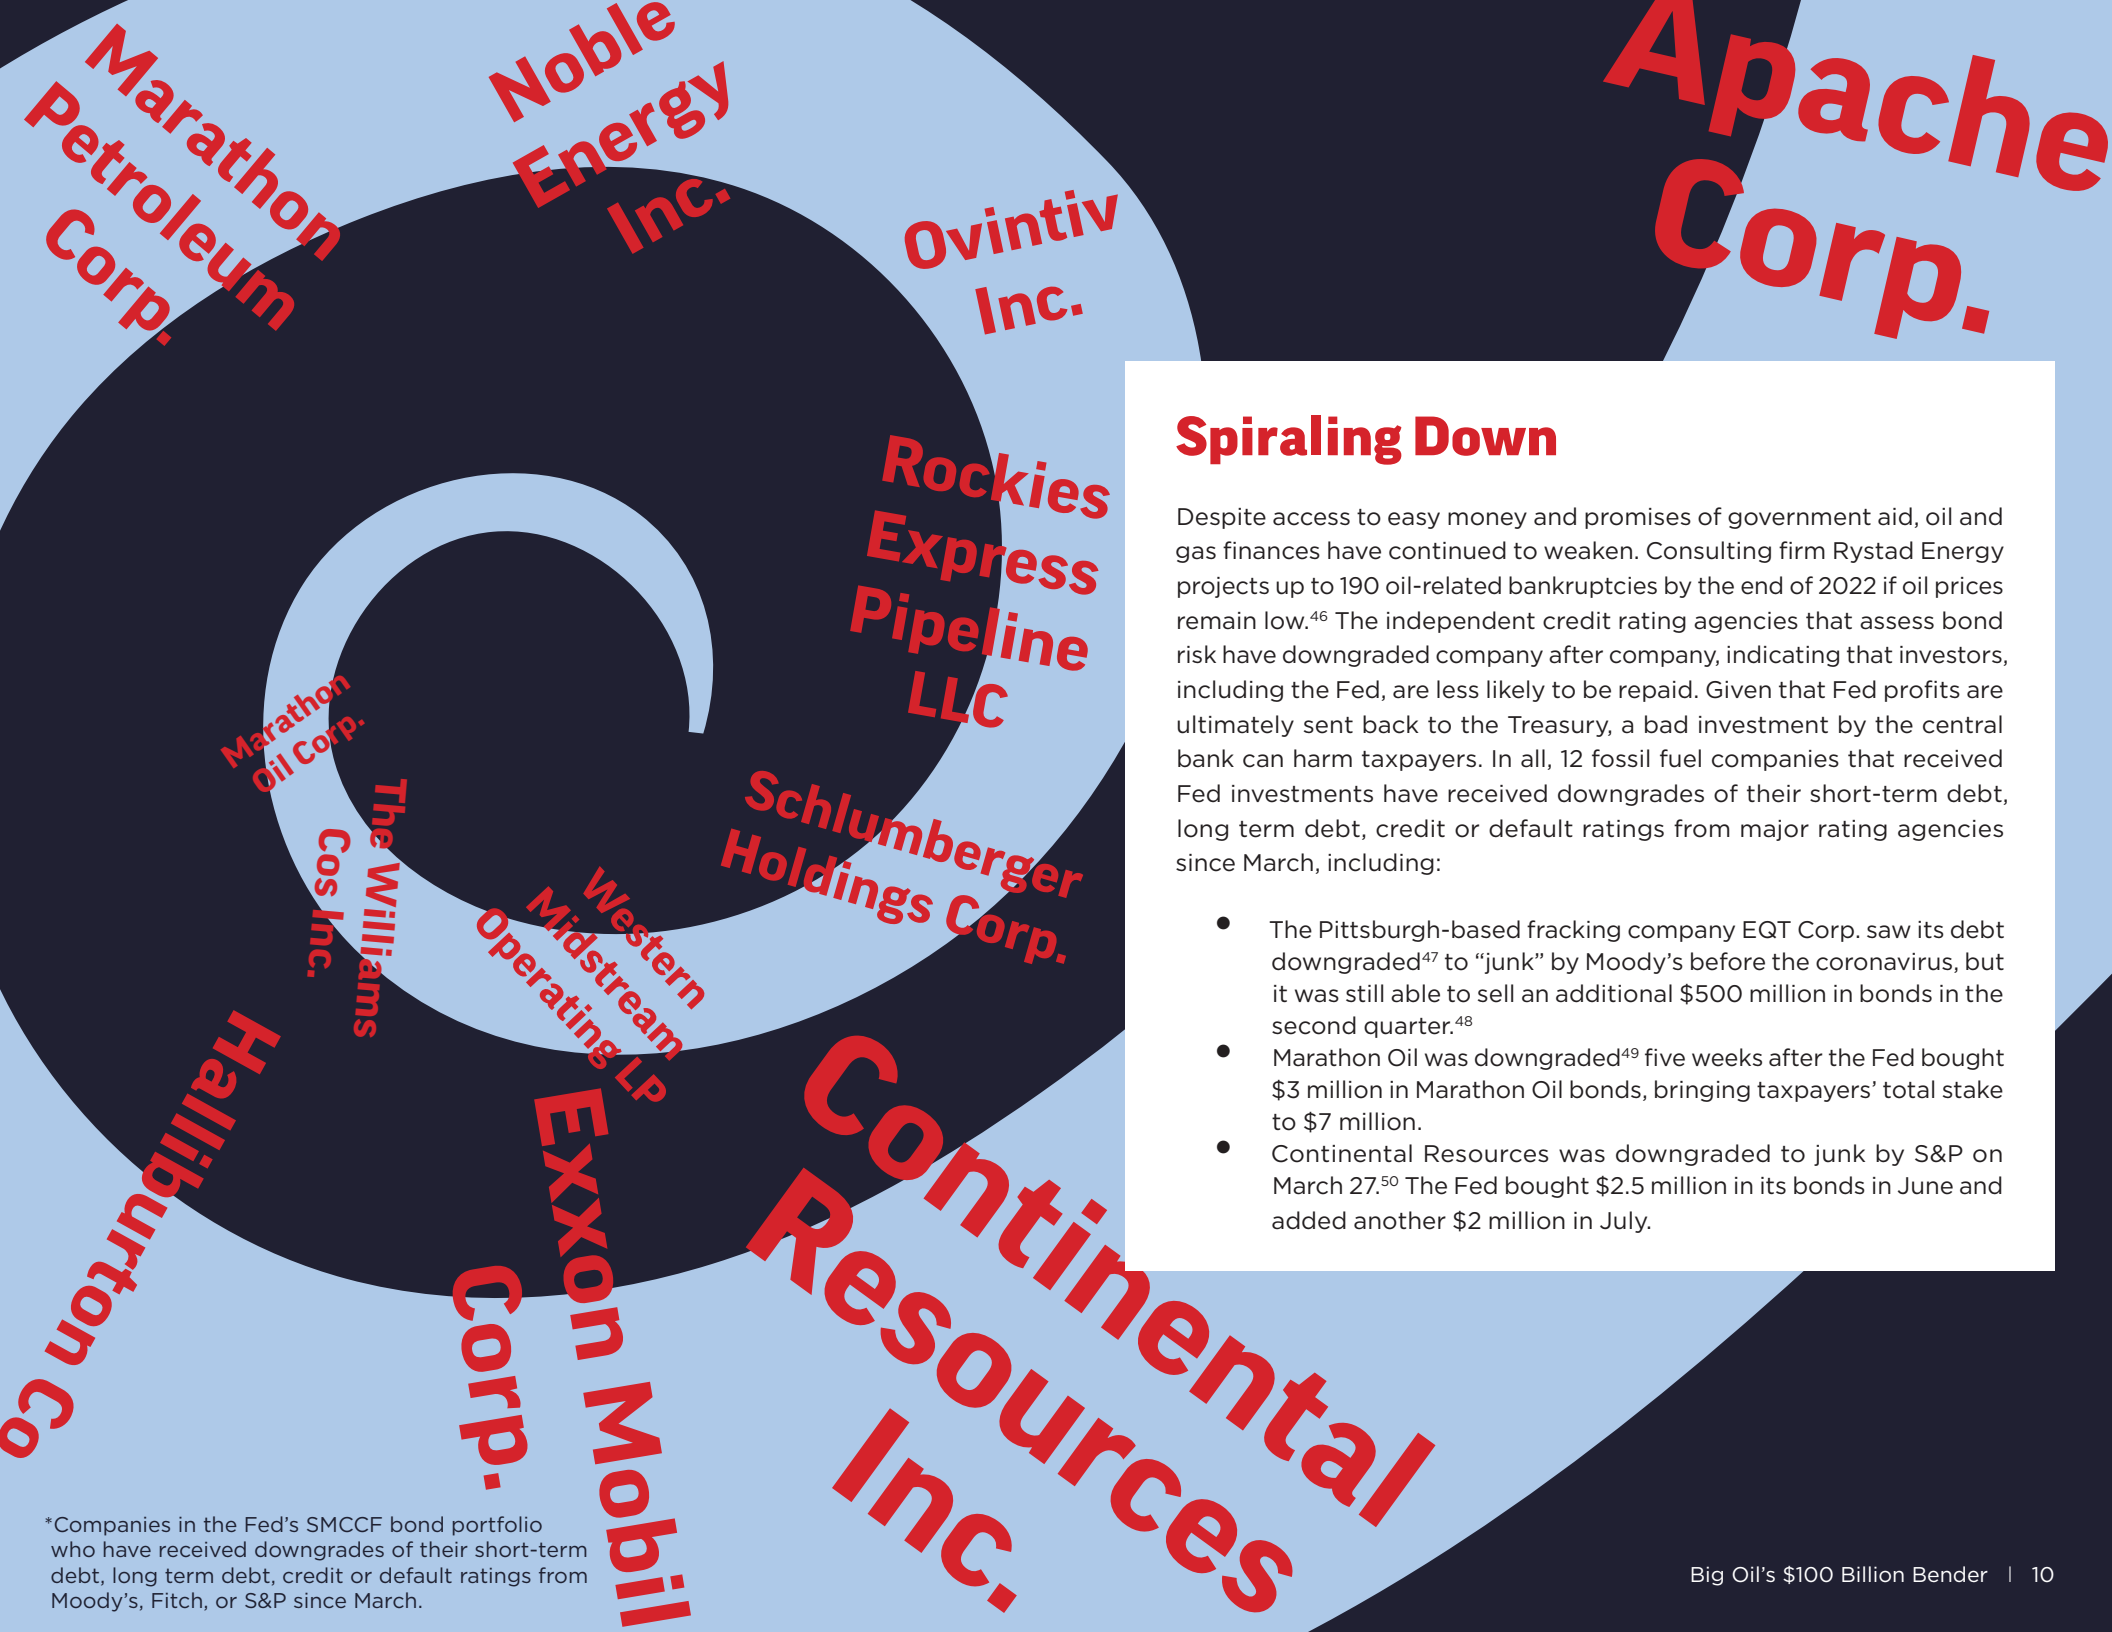 Marathon
Petroleum
Corp.
Noble
Energy
Inc.
Ovintiv
Inc.
Apache
Corp.
Rockies
Express
Pipeline
LLC
Marathon
Oil Corp.
The Williams
Cos Inc.
Western
Midstream
Operating LP
Schlumberger
Holdings Corp.
Halliburton Co
Exxon Mobil
Corp.
Continental
Resources
Inc.
Spiraling Down
Despite access to easy money and promises of government aid, oil and
gas finances have continued to weaken. Consulting firm Rystad Energy
projects up to 190 oil-related bankruptcies by the end of 2022 if oil prices
remain low.46 The independent credit rating agencies that assess bond
risk have downgraded company after company, indicating that investors,
including the Fed, are less likely to be repaid. Given that Fed profits are
ultimately sent back to the Treasury, a bad investment by the central
bank can harm taxpayers. In all, 12 fossil fuel companies that received
Fed investments have received downgrades of their short-term debt,
long term debt, credit or default ratings from major rating agencies
since March, including:
• The Pittsburgh-based fracking company EQT Corp. saw its debt
downgraded47 to “junk” by Moody’s before the coronavirus, but
it was still able to sell an additional $500 million in bonds in the
second quarter.48
• Marathon Oil was downgraded49 five weeks after the Fed bought
$3 million in Marathon Oil bonds, bringing taxpayers’ total stake
to $7 million.
• Continental Resources was downgraded to junk by S&P on
March 27.50 The Fed bought $2.5 million in its bonds in June and
added another $2 million in July.
*Companies in the Fed’s SMCCF bond portfolio
who have received downgrades of their short-term
debt, long term debt, credit or default ratings from
Moody’s, Fitch, or S&P since March.
Big Oil’s $100 Billion Bender | 10